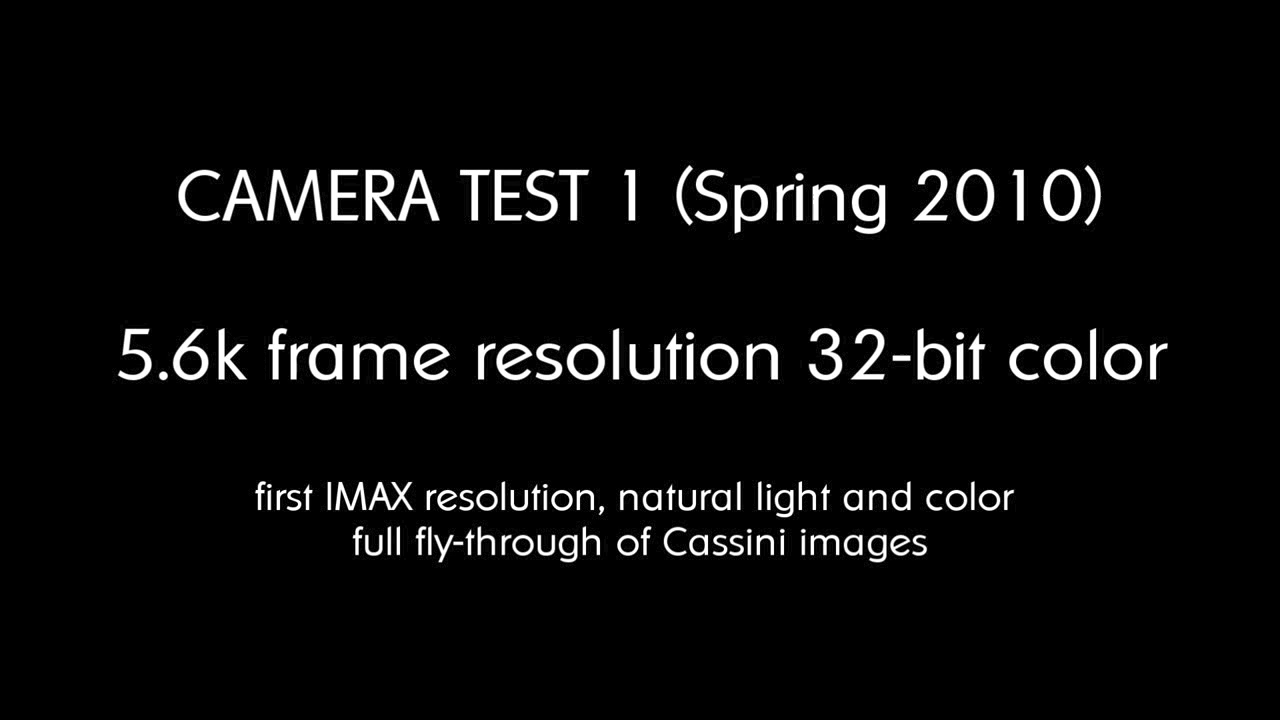 CAMERA TEST 1 (Spring 2010)
5.6k frame resolution 32-bit color
first IMAX resolution, natural light and color
full fly-through of Cassini images